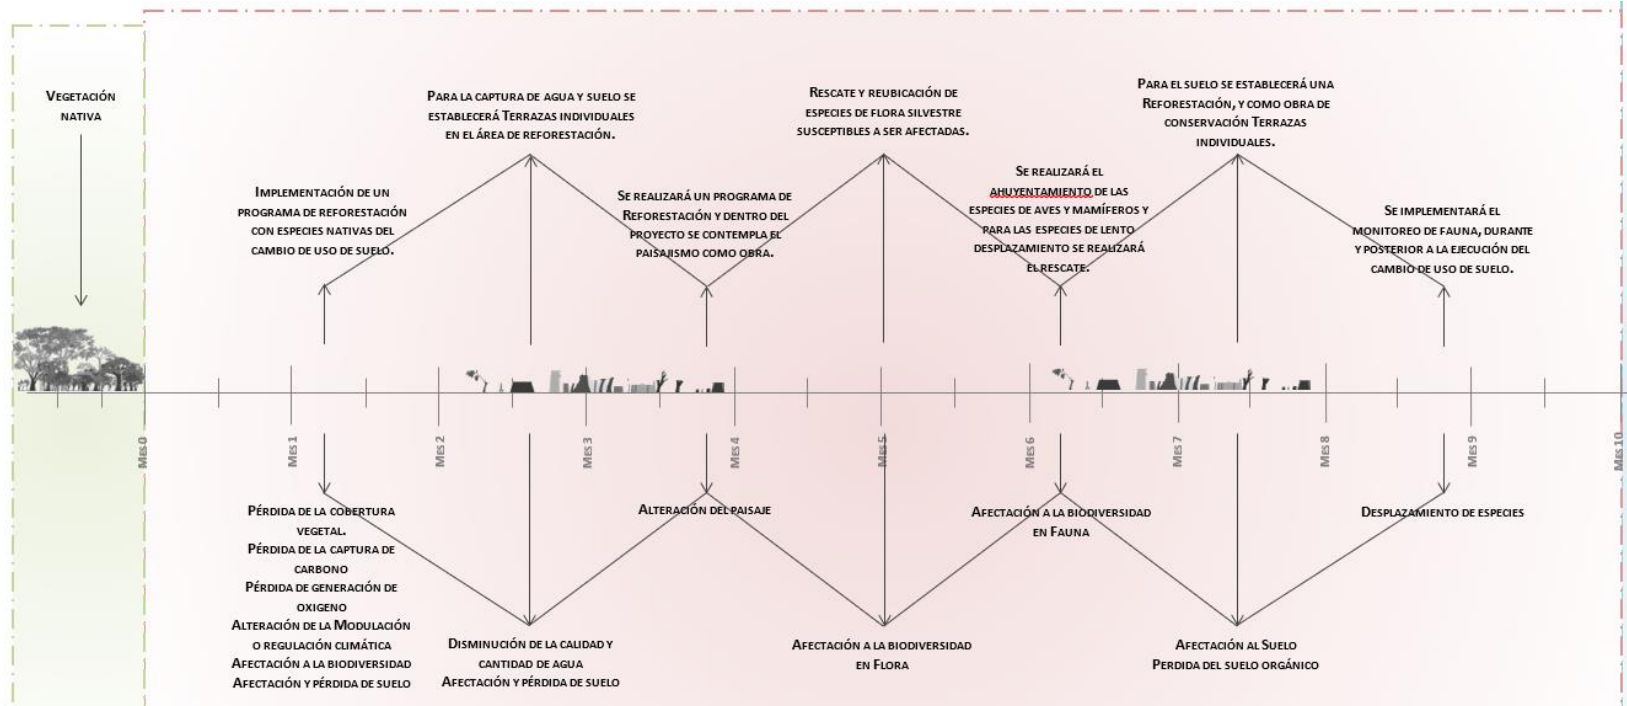 VEGETACIÓN
NATIVA
IMPLEMENTACIÓN DE UN
PROGRAMA DE REFORESTACIÓN
CON ESPECIES NATIVAS DEL
CAMBIO DE USO DE SUELO.
PARA LA CAPTURA DE AGUA Y SUELO SE
ESTABLECERÁ TERRAZAS INDIVIDUALES
EN EL ÁREA DE REFORESTACIÓN.
SE REALIZARÁ UN PROGRAMA DE
REFORESTACIÓN Y DENTRO DEL
PROYECTO SE CONTEMPLA EL
PAISAJISMO COMO OBRA.
RESCATE Y REUBICACIÓN DE
ESPECIES DE FLORA SILVESTRE
SUSCEPTIBLES A SER AFECTADAS.
SE REALIZARÁ EL
AHUYENTAMIENTO DE LAS
ESPECIES DE AVES Y MAMÍFEROS Y
PARA LAS ESPECIES DE LENTO
DESPLAZAMIENTO SE REALIZARÁ
EL RESCATE.
PARA EL SUELO SE ESTABLECERÁ UNA
REFORESTACIÓN, Y COMO OBRA DE
CONSERVACIÓN TERRAZAS
INDIVIDUALES.
SE IMPLEMENTARÁ EL
MONITOREO DE FAUNA, DURANTE
Y POSTERIOR A LA EJECUCIÓN DEL
CAMBIO DE USO DE SUELO.
MES 0
MES 1
MES 2
MES 3
MES 4
MES 5
MES 6
MES 7
MES 8
MES 9
MES 10
PÉRDIDA DE LA COBERTURA
VEGETAL.
PÉRDIDA DE LA CAPTURA DE
CARBONO
PÉRDIDA DE GENERACIÓN DE
OXIGENO
ALTERACIÓN DE LA MODULACIÓN
O REGULACIÓN CLIMÁTICA
AFECTACIÓN A LA BIODIVERSIDAD
AFECTACIÓN Y PÉRDIDA DE SUELO
DISMINUCIÓN DE LA CALIDAD Y
CANTIDAD DE AGUA
AFECTACIÓN Y PÉRDIDA DE SUELO
ALTERACIÓN DEL PAISAJE
AFECTACIÓN A LA BIODIVERSIDAD
EN FLORA
AFECTACIÓN A LA BIODIVERSIDAD
EN FAUNA
AFECTACIÓN AL SUELO
PERDIDA DEL SUELO ORGÁNICO
DESPLAZAMIENTO DE ESPECIES